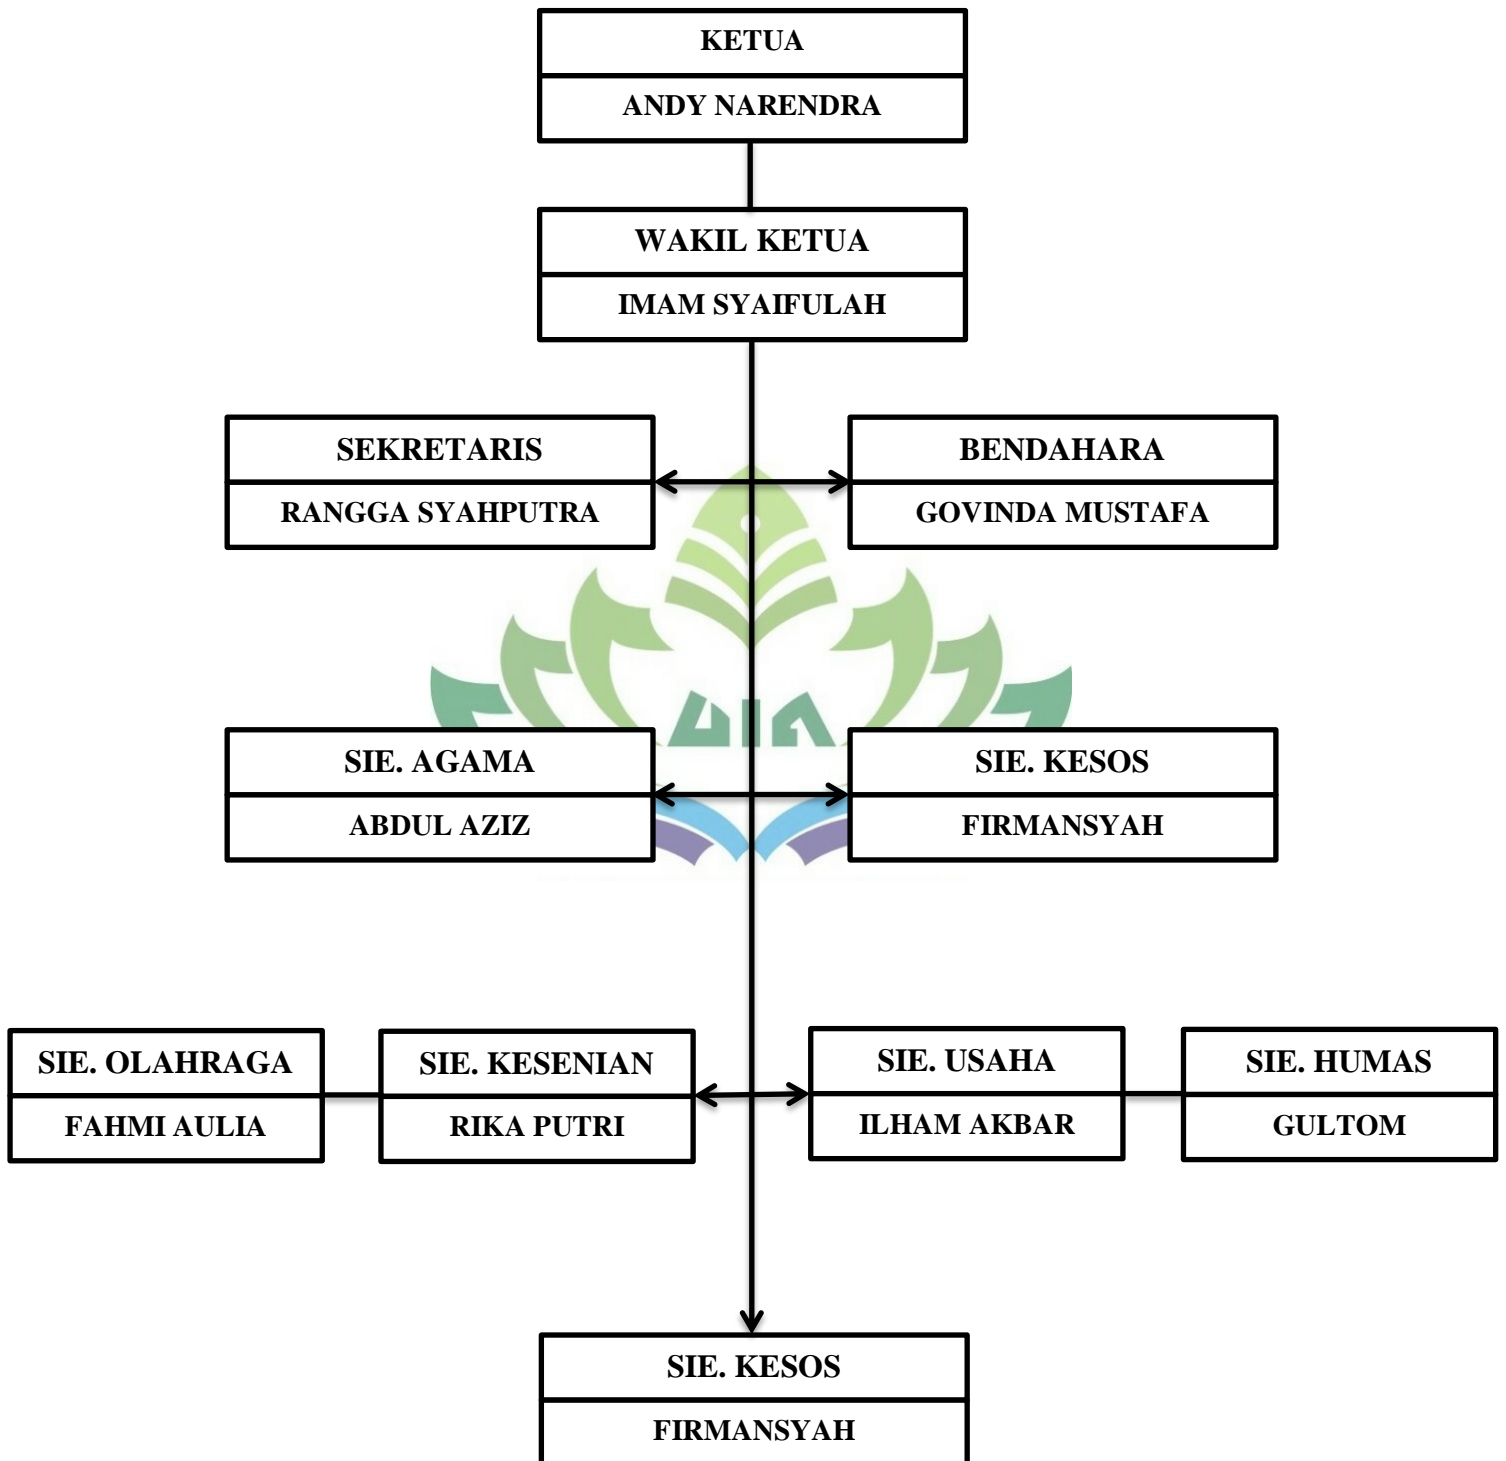 KETUA
ANDY NARENDRA
WAKIL KETUA
IMAM SYAIFULAH
SEKRETARIS
RANGGA SYAHPUTRA
BENDAHARA
GOVINDA MUSTAFA
UIN
SIE. AGAMA
ABDUL AZIZ
SIE. KESOS
FIRMANSYAH
SIE. OLAHRAGA
FAHMI AULIA
SIE. KESENIAN
RIKA PUTRI
SIE. USAHA
ILHAM AKBAR
SIE. HUMAS
GULTOM
SIE. KESOS
FIRMANSYAH